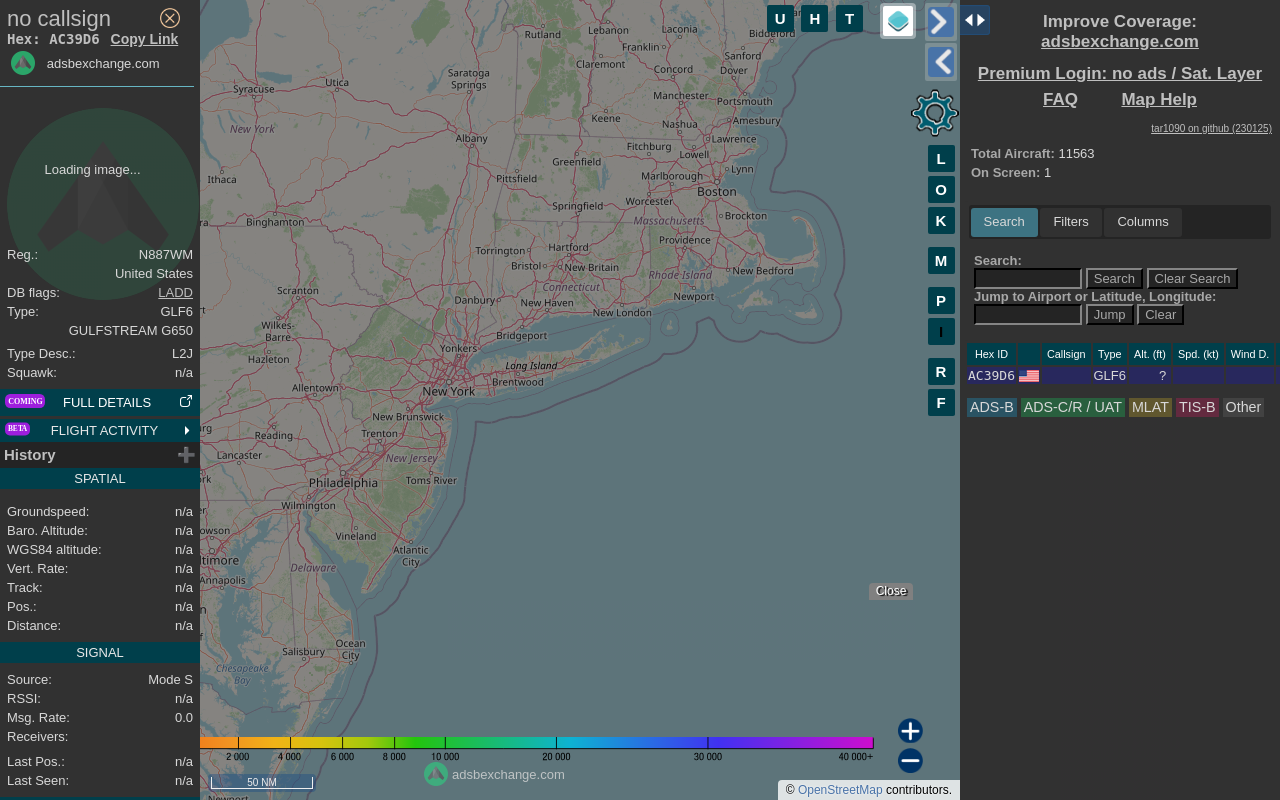 no callsign
Hex: AC39D6 Copy Link
adsbexchange.com
Loading image...
Reg.: N887WM
United States
DB flags: LADD
Type: GLF6
GULFSTREAM G650
Type Desc.: L2J
Squawk: n/a
COMING FULL DETAILS
BETA FLIGHT ACTIVITY
History
SPATIAL
Groundspeed: n/a
Baro. Altitude: n/a
WGS84 altitude: n/a
Vert. Rate: n/a
Track: n/a
Pos.: n/a
Distance: n/a
SIGNAL
Source: Mode S
RSSI: n/a
Msg. Rate: 0.0
Receivers:
Last Pos.: n/a
Last Seen: n/a
U H T
L
O
K
M
P
I
R
F
Rutland
Lebanon
Laconia
Biddeford
Franklin
Claremont
Sanford
Dover
Concord
Saratoga
Springs
Utica
Syracuse
Manchester
Portsmouth
Keene
Amesbury
Nashua
New York
Albany
Lawrence
Fitchburg
Lowell
Greenfield
Lynn
Ithaca
Pittsfield
Marlborough
Boston
Worcester
Springfield
Brockton
Massachusetts
Binghamton
Providence
Hartford
Torrington
Bristol
New Britain
New Bedford
Rhode Island
Connecticut
Scranton
Newport
Danbury
New Haven
New London
Wilkes-
Barre
Bridgeport
Yonkers
Hazleton
Long Island
Brentwood
Allentown
New York
New Brunswick
Reading
Trenton
Lancaster
New Jersey
Philadelphia
Toms River
Wilmington
Vineland
Atlantic
City
Delaware
Annapolis
Ocean
City
Salisbury
Chesapeake
Bay
Close
2 000 4 000 6 000 8 000 10 000 20 000 30 000 40 000+
adsbexchange.com
50 NM
© OpenStreetMap contributors.
Improve Coverage:
adsbexchange.com
Premium Login: no ads / Sat. Layer
FAQ Map Help
tar1090 on github (230125)
Total Aircraft: 11563
On Screen: 1
Search Filters Columns
Search:
Search Clear Search
Jump to Airport or Latitude, Longitude:
Jump Clear
Hex ID Callsign Type Alt. (ft) Spd. (kt) Wind D.
AC39D6 GLF6 ?
ADS-B ADS-C/R / UAT MLAT TIS-B Other